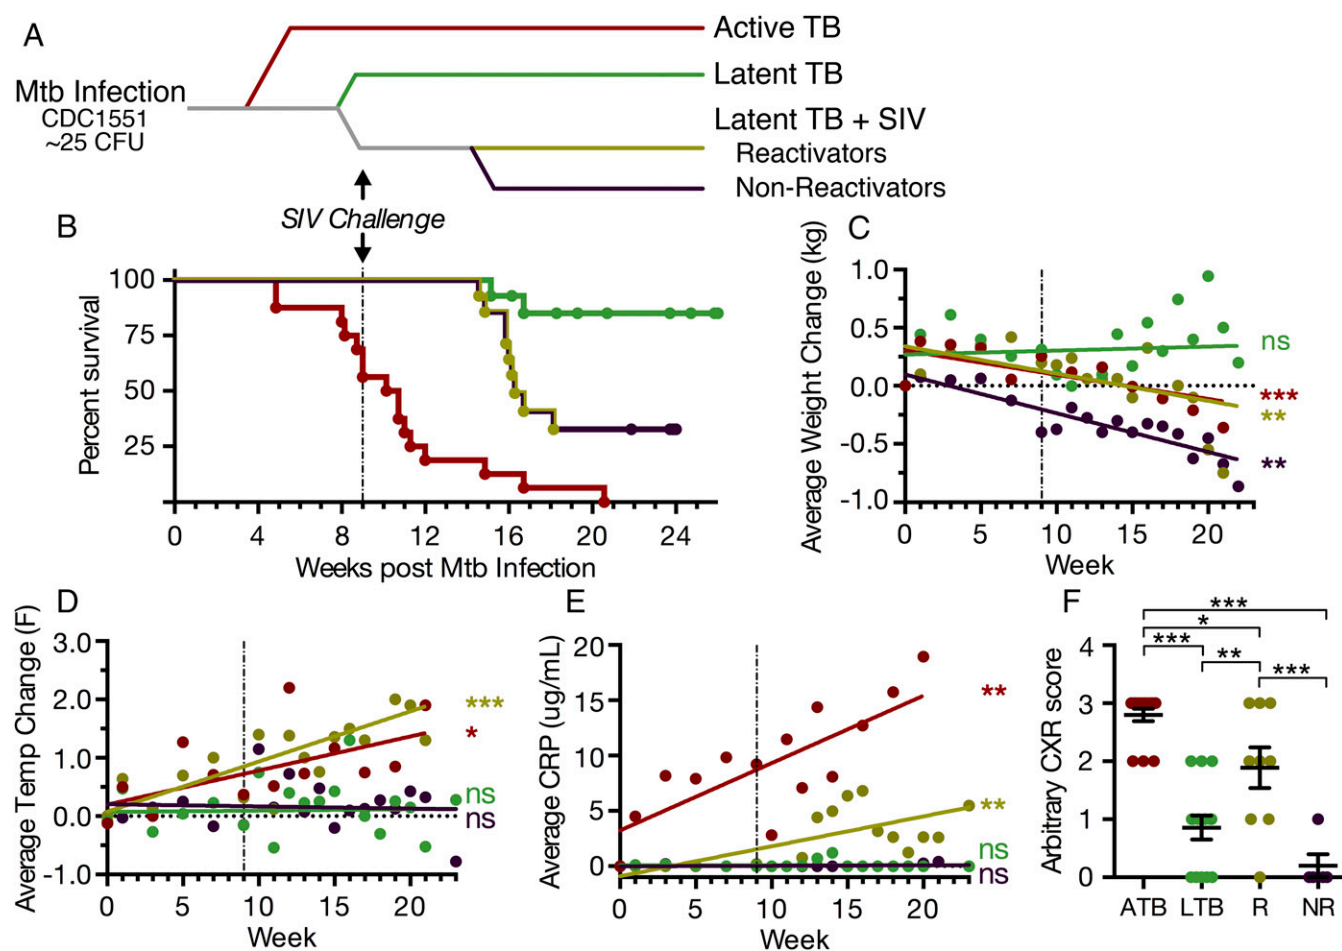 A
Active TB
Latent TB
Mtb Infection
CDC1551
~25 CFU
Latent TB + SIV
Reactivators
Non-Reactivators
SIV Challenge
B
Percent survival
100
75
50
25
0 4 8 12 16 20 24
Weeks post Mtb Infection
C
Average Weight Change (kg)
1.0
0.5
0.0
-0.5
-1.0
ns
***
**
**
0 5 10 15 20
Week
D
Average Temp Change (F)
3.0
2.0
1.0
0.0
-1.0
***
*
ns
ns
0 5 10 15 20
Week
E
Average CRP (ug/mL)
20
15
10
5
0
**
**
ns
ns
0 5 10 15 20
Week
F
Arbitrary CXR score
***
*
***
**
***
4
3
2
1
0
ATB LTB R NR